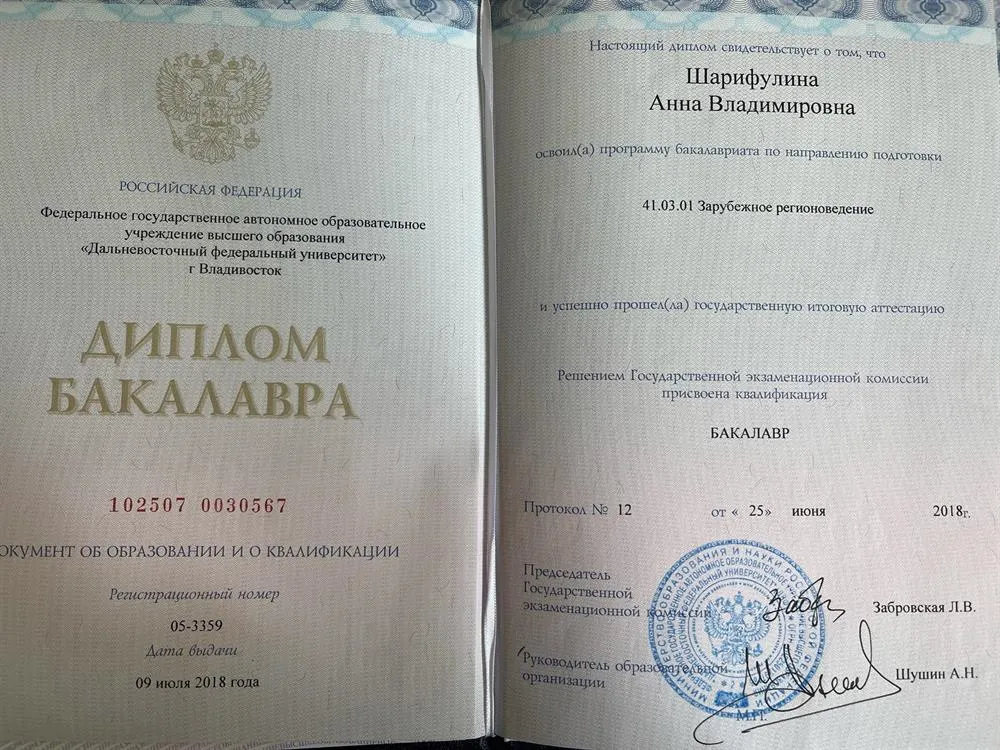 РОССИЙСКАЯ ФЕДЕРАЦИЯ
Федеральное государственное автономное образовательное
учреждение высшего образования
«Дальневосточный федеральный университет»
г Владивосток
ДИПЛОМ
БАКАЛАВРА
102507 0030567
ОКУМЕНТ ОБ ОБРАЗОВАНИИ И О КВАЛИФИКАЦИИ
Регистрационный номер
05-3359
Дата выдачи
09 июля 2018 года
Настоящий диплом свидетельствует о том, что
Шарифулина
Анна Владимировна
освоил(а) программу бакалавриата по направлению подготовки
41.03.01 Зарубежное регионоведение
и успешно прошел(ла) государственную итоговую аттестацию
Решением Государственной экзаменационной комиссии
присвоена квалификация
БАКАЛАВР
Протокол № 12 от « 25» июня 2018г.
Председатель
Государственной
экзаменационной комиссии
Забровская Л.В.
Руководитель образовательной
организации
Шушин А.Н.
М.П.